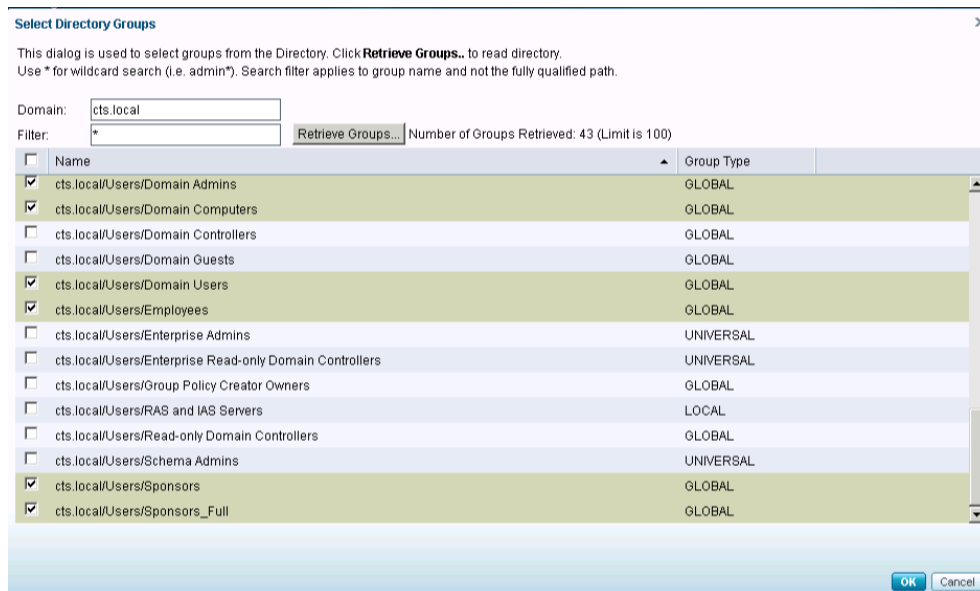 Select Directory Groups
This dialog is used to select groups from the Directory. Click Retrieve Groups.. to read directory.
Use * for wildcard search (i.e. admin*). Search filter applies to group name and not the fully qualified path.
Domain: cts.local
Filter: * Retrieve Groups... Number of Groups Retrieved: 43 (Limit is 100)
Name Group Type
cts.local/Users/Domain Admins GLOBAL
cts.local/Users/Domain Computers GLOBAL
cts.local/Users/Domain Controllers GLOBAL
cts.local/Users/Domain Guests GLOBAL
cts.local/Users/Domain Users GLOBAL
cts.local/Users/Employees GLOBAL
cts.local/Users/Enterprise Admins UNIVERSAL
cts.local/Users/Enterprise Read-only Domain Controllers UNIVERSAL
cts.local/Users/Group Policy Creator Owners GLOBAL
cts.local/Users/RAS and IAS Servers LOCAL
cts.local/Users/Read-only Domain Controllers GLOBAL
cts.local/Users/Schema Admins UNIVERSAL
cts.local/Users/Sponsors GLOBAL
cts.local/Users/Sponsors_Full GLOBAL
OK Cancel